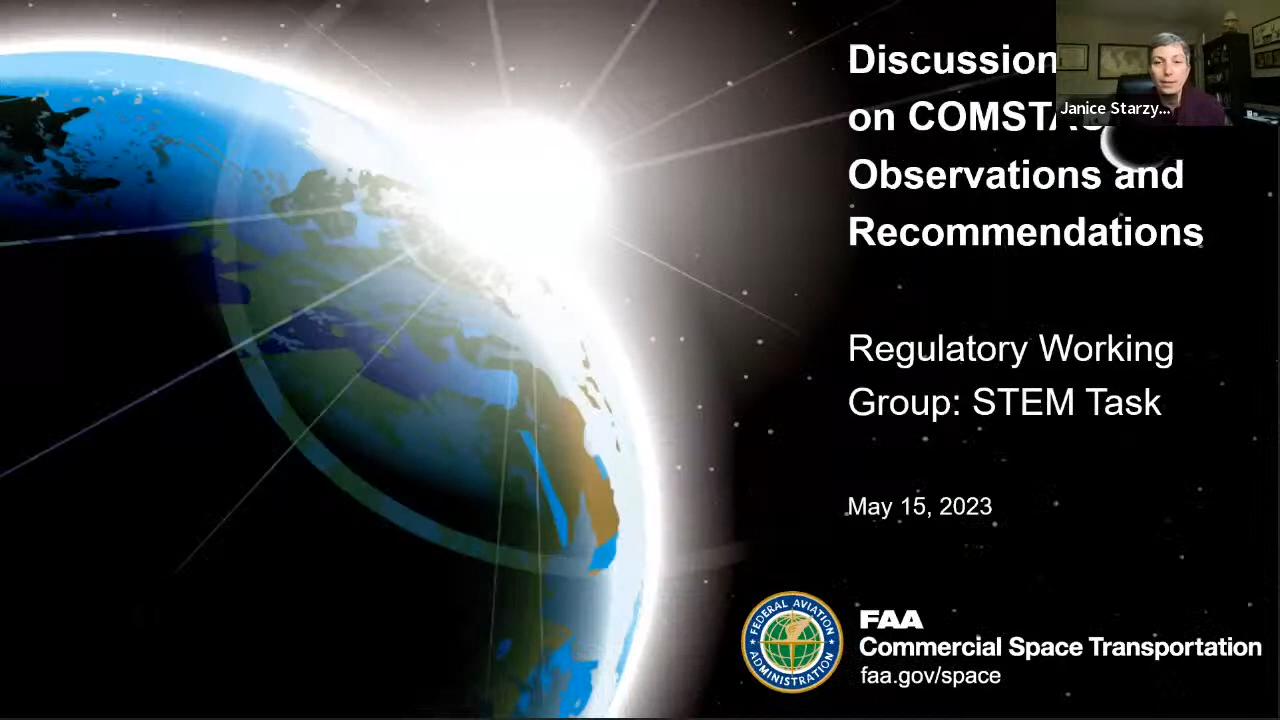 Discussion
on COMSTAC
Observations and
Recommendations
Janice Starzy...
Regulatory Working
Group: STEM Task
May 15, 2023
FEDERAL AVIATION
ADMINISTRATION
FAA
Commercial Space Transportation
faa.gov/space